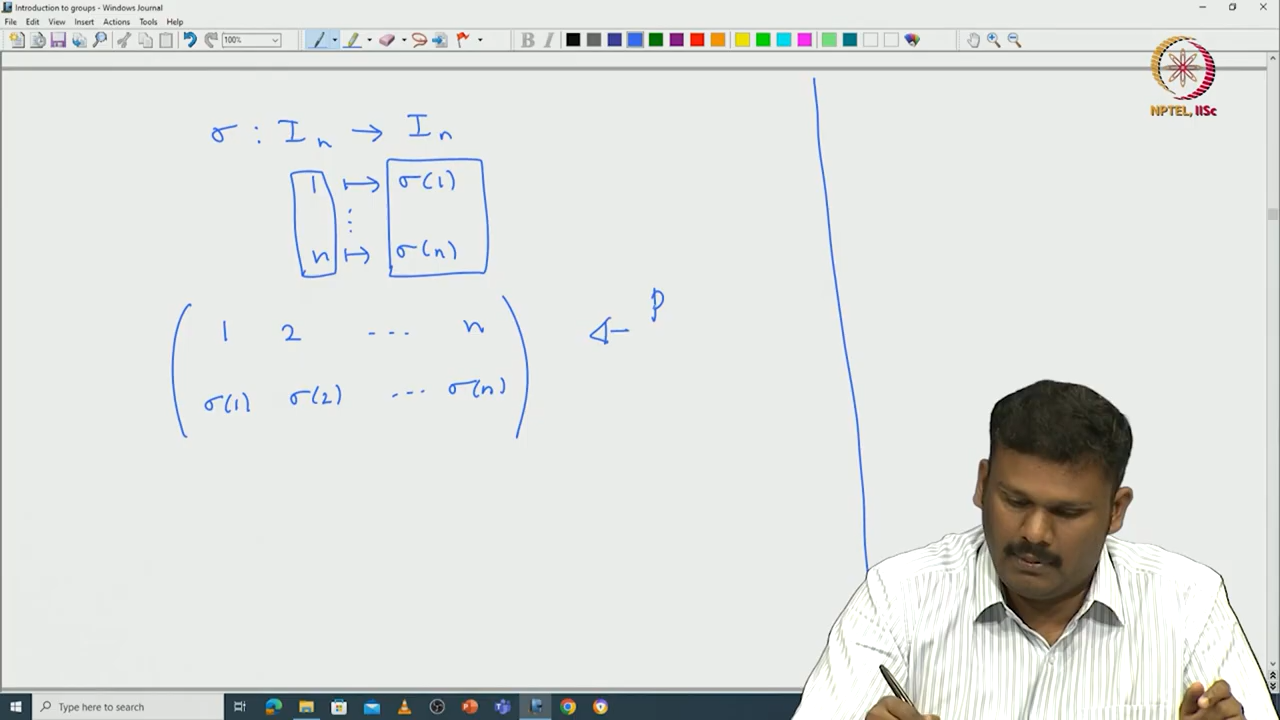 Introduction to groups - Windows Journal
File Edit View Insert Actions Tools Help
100%
NPTEL, IISc
σ : I_n → I_n
1 ↦ σ(1)
⋮
n ↦ σ(n)
1 2 ... n
σ(1) σ(2) ... σ(n)
P
Type here to search